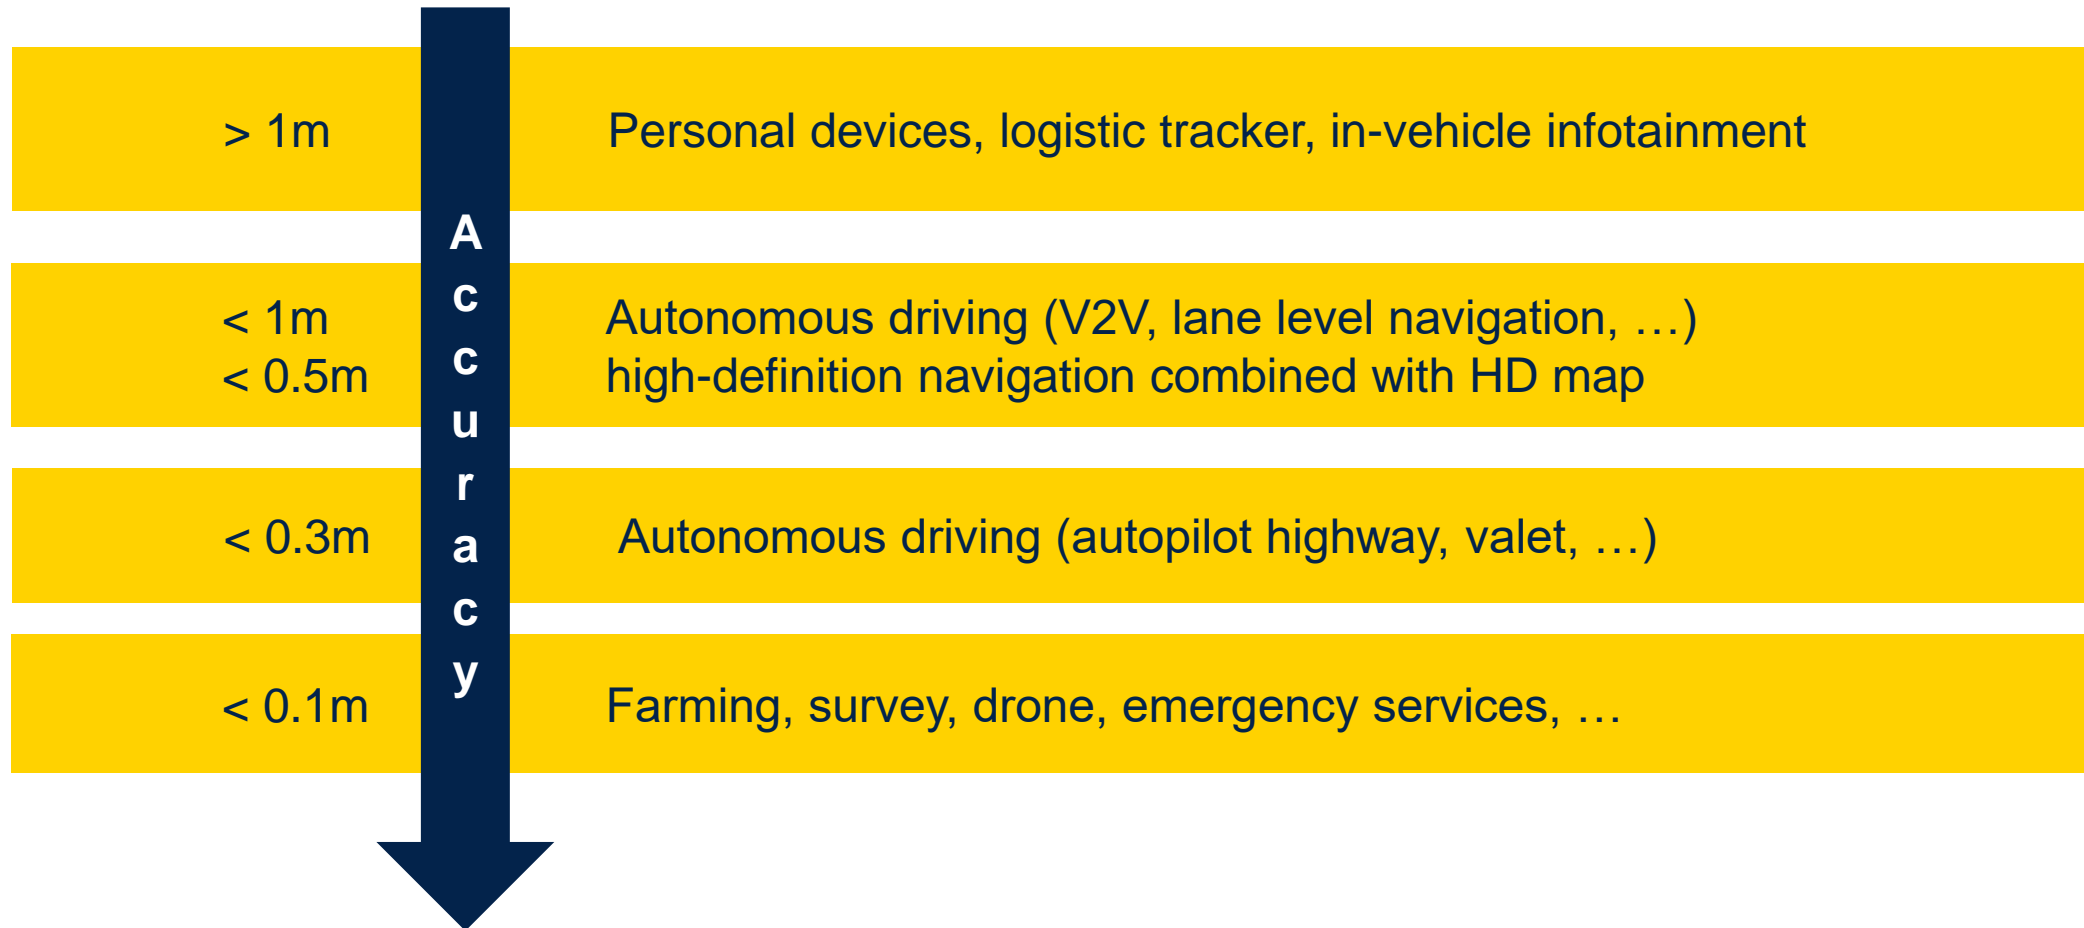 > 1m
Personal devices, logistic tracker, in-vehicle infotainment
Accuracy
< 1m
Autonomous driving (V2V, lane level navigation, …)
< 0.5m
high-definition navigation combined with HD map
< 0.3m
Autonomous driving (autopilot highway, valet, …)
< 0.1m
Farming, survey, drone, emergency services, …